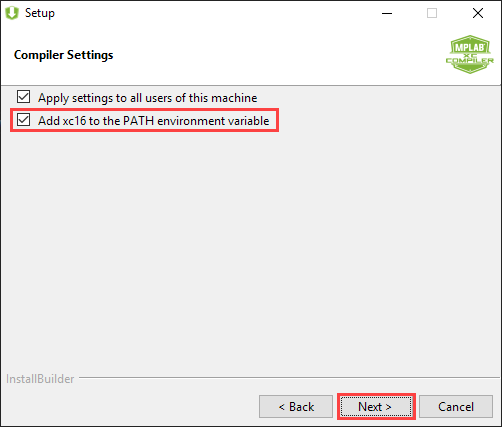 Setup
Compiler Settings
MPLAB
XC
COMPILER
Apply settings to all users of this machine
Add xc16 to the PATH environment variable
InstallBuilder
< Back
Next >
Cancel